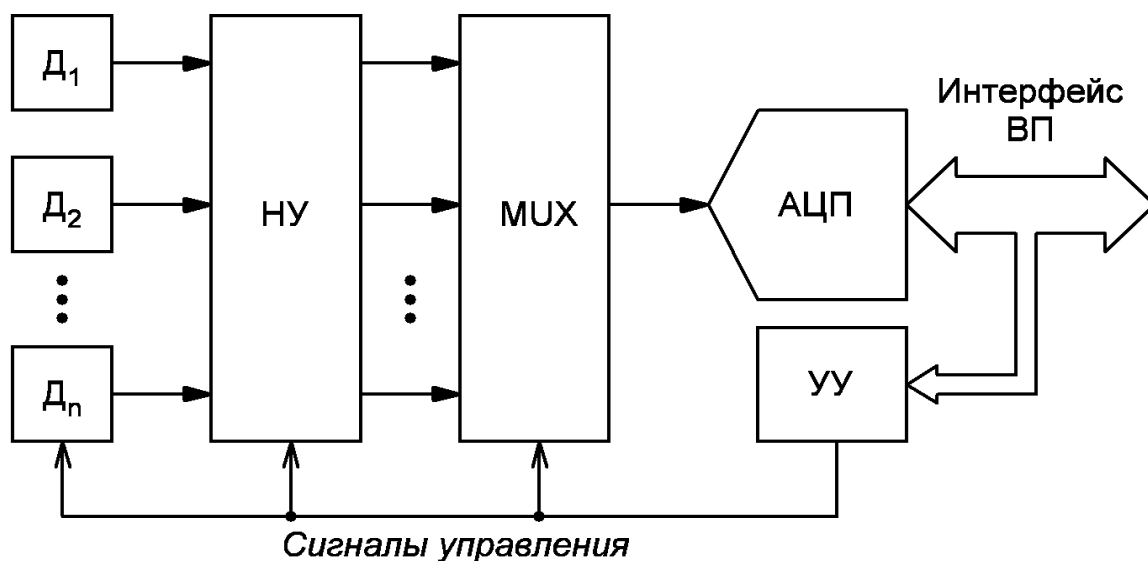 Д₁
Д₂
Дₙ
НУ
MUX
АЦП
Интерфейс
ВП
УУ
Сигналы управления